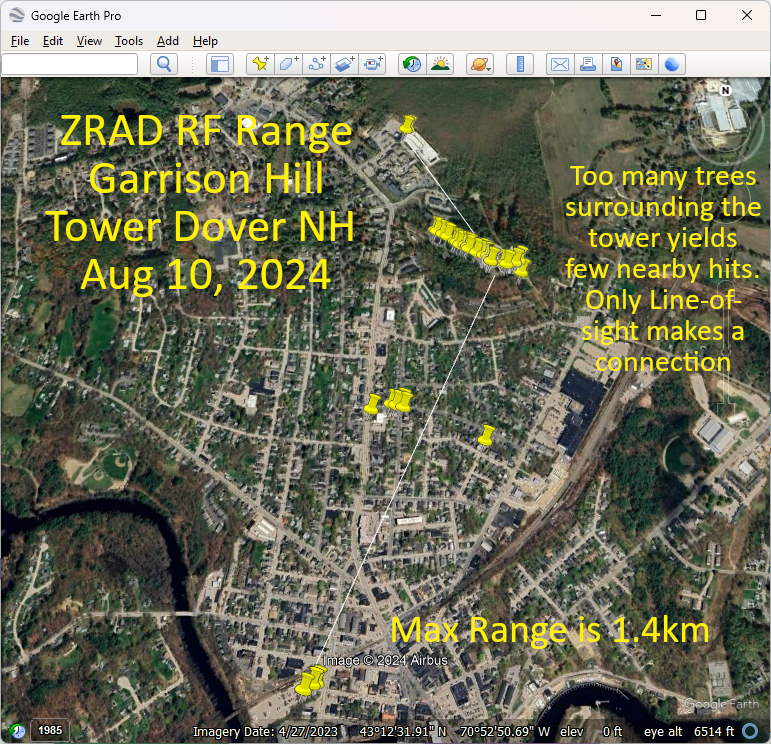 Google Earth Pro
File Edit View Tools Add Help
N
ZRAD RF Range
Garrison Hill
Tower Dover NH
Aug 10, 2024
Too many trees
surrounding the
tower yields
few nearby hits.
Only Line-of-
sight makes a
connection
Max Range is 1.4km
Image © 2024 Airbus
Google Earth
1985
Imagery Date: 4/27/2023 43°12'31.91" N 70°52'50.69" W elev 0 ft eye alt 6514 ft